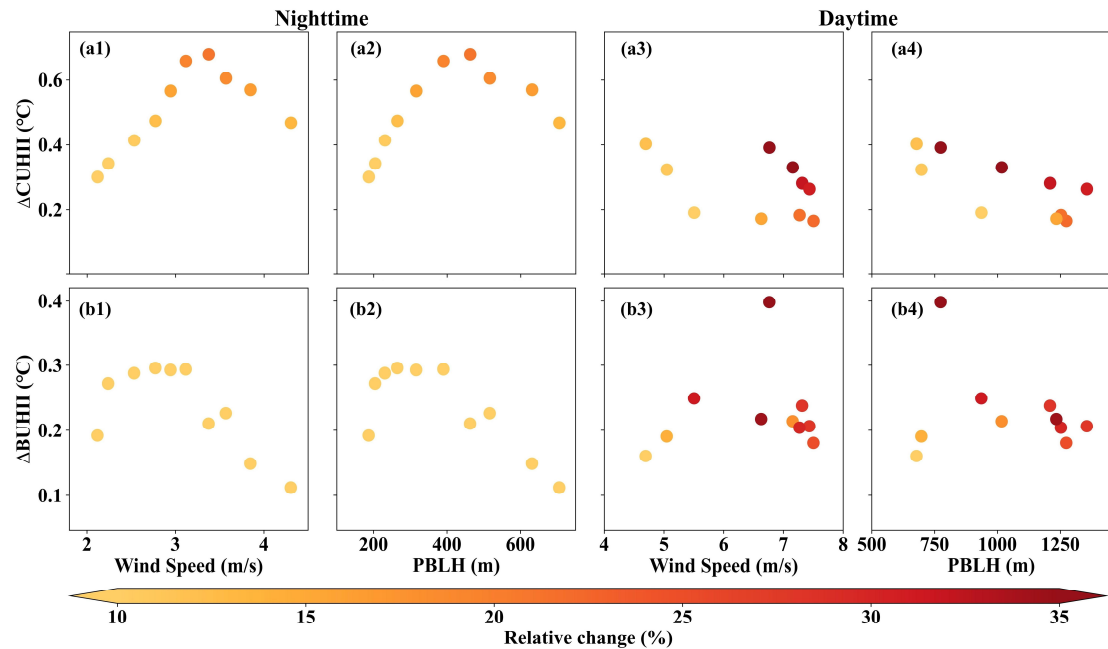 Nighttime Daytime
(a1) (a2) (a3) (a4)
ΔCUHII (℃)
0.6
0.4
0.2
(b1) (b2) (b3) (b4)
ΔBUHII (℃)
0.4
0.3
0.2
0.1
2 3 4 200 400 600 4 5 6 7 8 500 750 1000 1250
Wind Speed (m/s) PBLH (m) Wind Speed (m/s) PBLH (m)
10 15 20 25 30 35
Relative change (%)